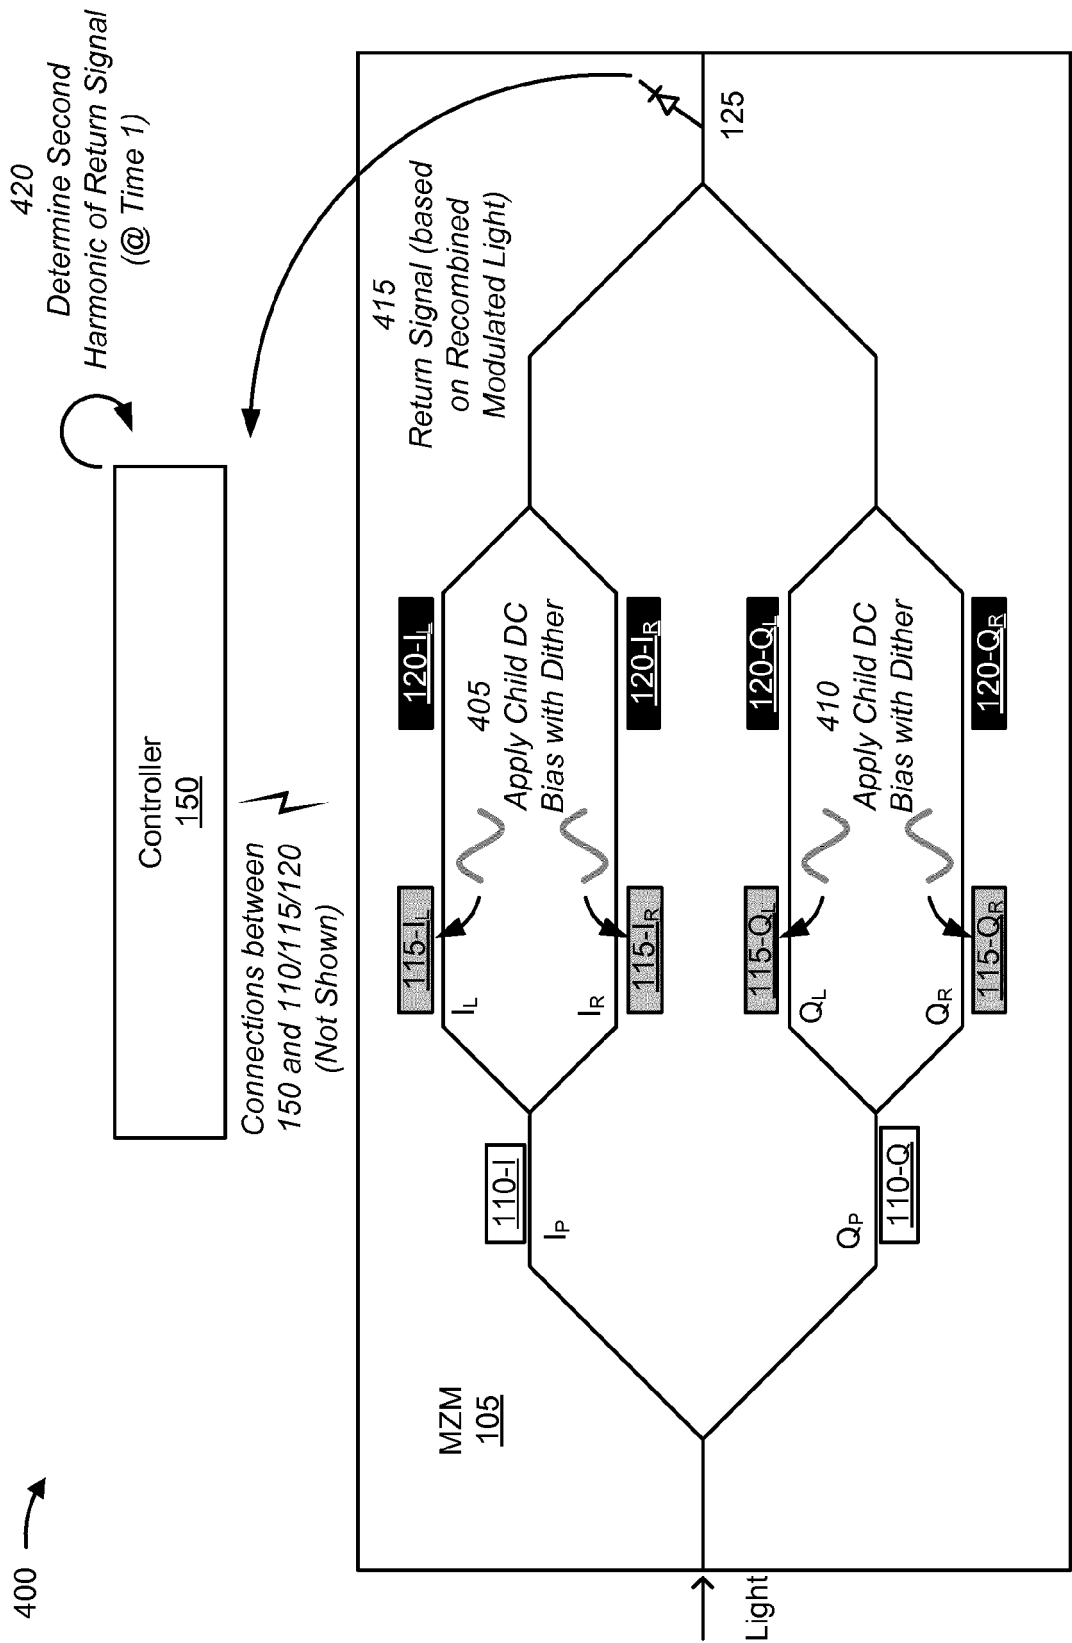 400
420
Determine Second
Harmonic of Return Signal
(@ Time 1)
Controller
150
Connections between
150 and 110/115/120
(Not Shown)
MZM
105
415
Return Signal (based
on Recombined
Modulated Light)
110-I
I_P
115-I_L
I_L
120-I_L
405
Apply Child DC
Bias with Dither
I_R
115-I_R
120-I_R
125
Light
Q_P
110-Q
115-Q_L
Q_L
120-Q_L
410
Apply Child DC
Bias with Dither
Q_R
115-Q_R
120-Q_R